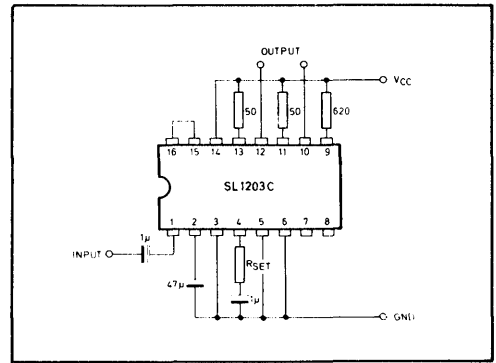 OUTPUT
VCC
50
50
620
16 15 14 13 12 11 10 9
SL1203C
1 2 3 4 5 6 7 8
1µ
INPUT
RSET
47µ
1µ
GND